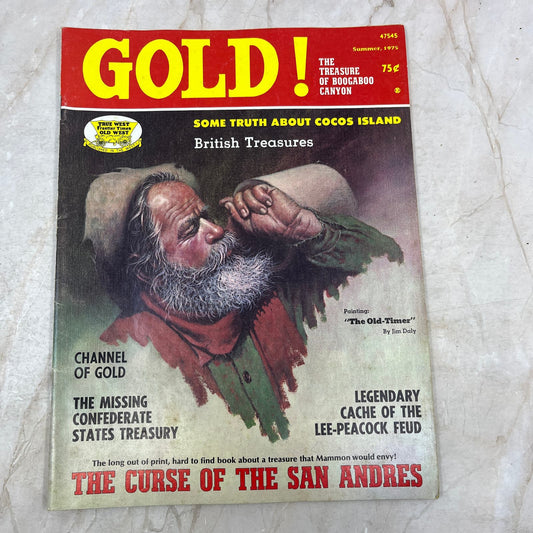 47545
Summer, 1975
75¢
GOLD!
THE
TREASURE
OF BOOGABOO
CANYON
®
TRUE WEST
Frontier Times
OLD WEST
SOME TRUTH ABOUT COCOS ISLAND
British Treasures
Painting:
"The Old-Timer"
By Jim Daly
CHANNEL
OF GOLD
THE MISSING
CONFEDERATE
STATES TREASURY
LEGENDARY
CACHE OF THE
LEE-PEACOCK FEUD
The long out of print, hard to find book about a treasure that Mammon would envy!
THE CURSE OF THE SAN ANDRES